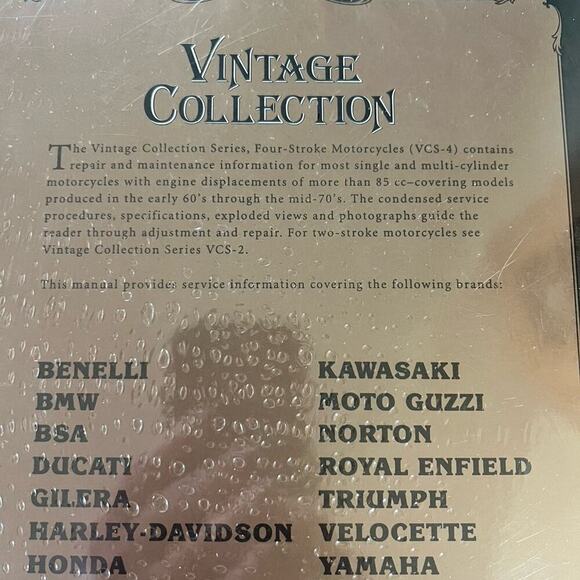 VINTAGE
COLLECTION
The Vintage Collection Series, Four-Stroke Motorcycles (VCS-4) contains
repair and maintenance information for most single and multi-cylinder
motorcycles with engine displacements of more than 85 cc–covering models
produced in the early 60's through the mid-70's. The condensed service
procedures, specifications, exploded views and photographs guide the
reader through adjustment and repair. For two-stroke motorcycles see
Vintage Collection Series VCS-2.
This manual provides service information covering the following brands:
BENELLI
BMW
BSA
DUCATI
GILERA
HARLEY-DAVIDSON
HONDA
KAWASAKI
MOTO GUZZI
NORTON
ROYAL ENFIELD
TRIUMPH
VELOCETTE
YAMAHA